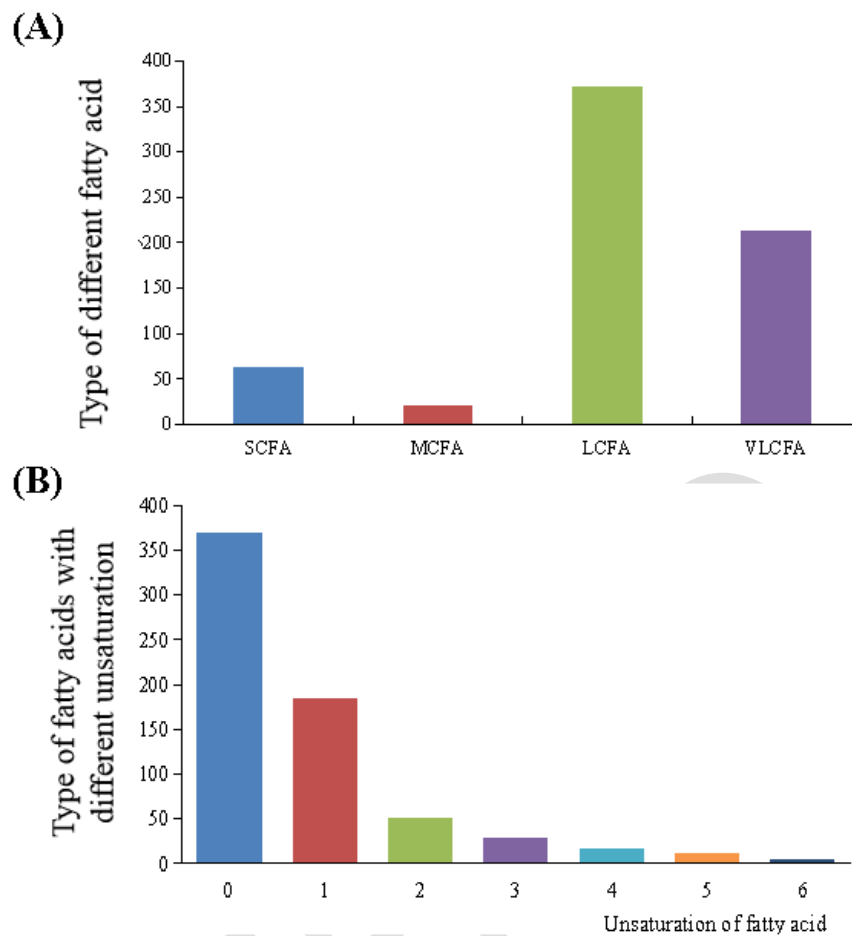 (A)
Type of different fatty acid
400
350
300
250
200
150
100
50
0
SCFA MCFA LCFA VLCFA
(B)
Type of fatty acids with
different unsaturation
400
350
300
250
200
150
100
50
0
0 1 2 3 4 5 6
Unsaturation of fatty acid